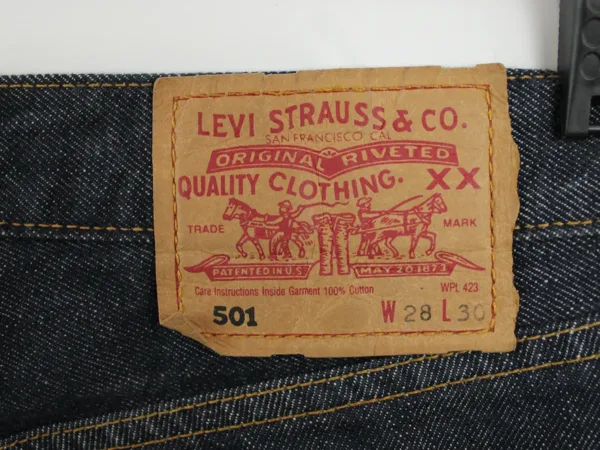 LEVI STRAUSS & CO.
SAN FRANCISCO, CAL.
ORIGINAL RIVETED
QUALITY CLOTHING. XX
TRADE MARK
PATENTED IN U.S. MAY 20 1873
Care Instructions Inside Garment 100% Cotton WPL 423
501 W 28 L 30